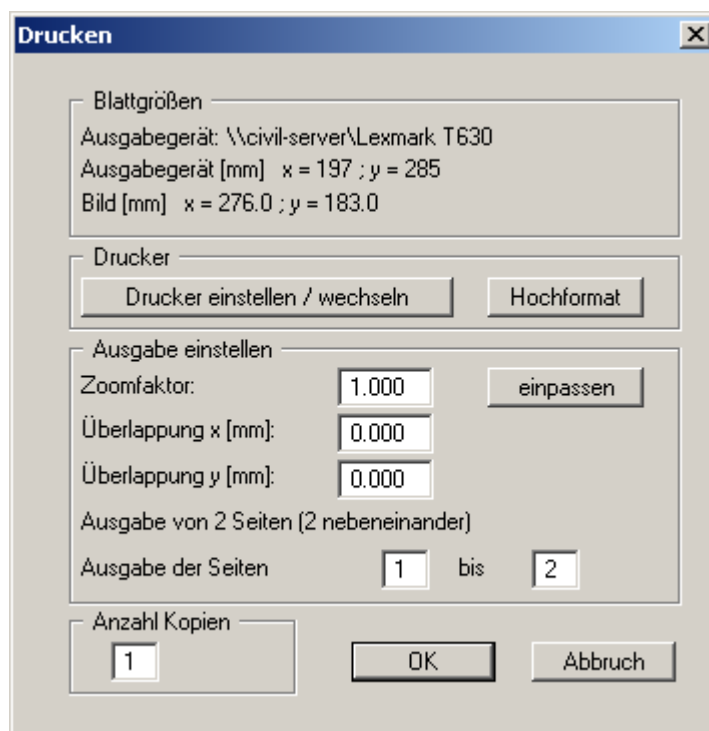 Drucken
Blattgrößen
Ausgabegerät: \\civil-server\Lexmark T630
Ausgabegerät [mm] x = 197 ; y = 285
Bild [mm] x = 276.0 ; y = 183.0
Drucker
Drucker einstellen / wechseln Hochformat
Ausgabe einstellen
Zoomfaktor: 1.000 einpassen
Überlappung x [mm]: 0.000
Überlappung y [mm]: 0.000
Ausgabe von 2 Seiten (2 nebeneinander)
Ausgabe der Seiten 1 bis 2
Anzahl Kopien
1 OK Abbruch